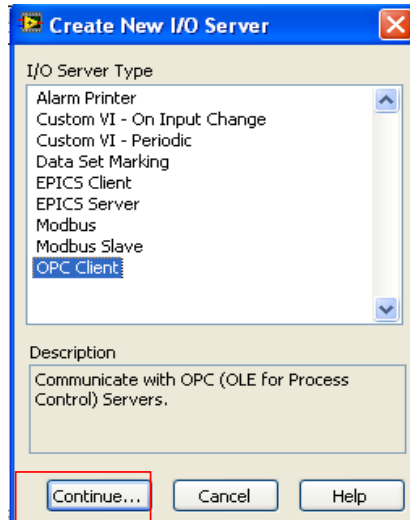 Create New I/O Server
I/O Server Type
Alarm Printer
Custom VI - On Input Change
Custom VI - Periodic
Data Set Marking
EPICS Client
EPICS Server
Modbus
Modbus Slave
OPC Client
Description
Communicate with OPC (OLE for Process
Control) Servers.
Continue... Cancel Help